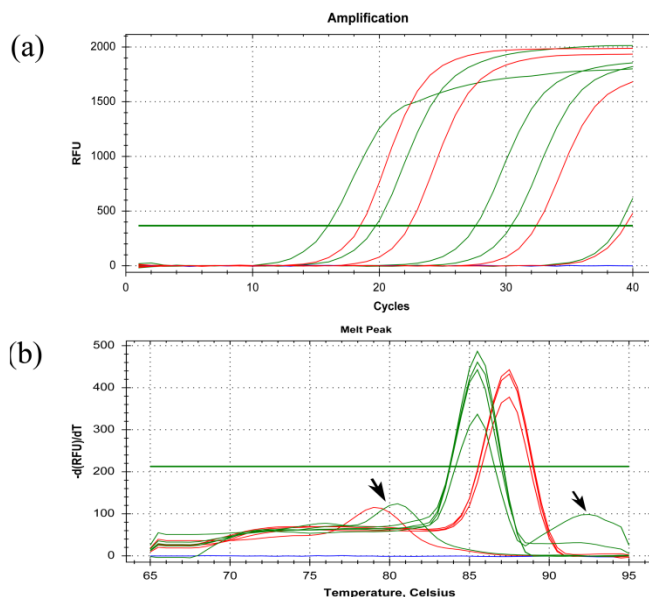 (a)
Amplification
2000
1500
1000
500
0
RFU
0 10 20 30 40
Cycles
(b)
Melt Peak
500
400
300
200
100
0
-d(RFU)/dT
65 70 75 80 85 90 95
Temperature, Celsius